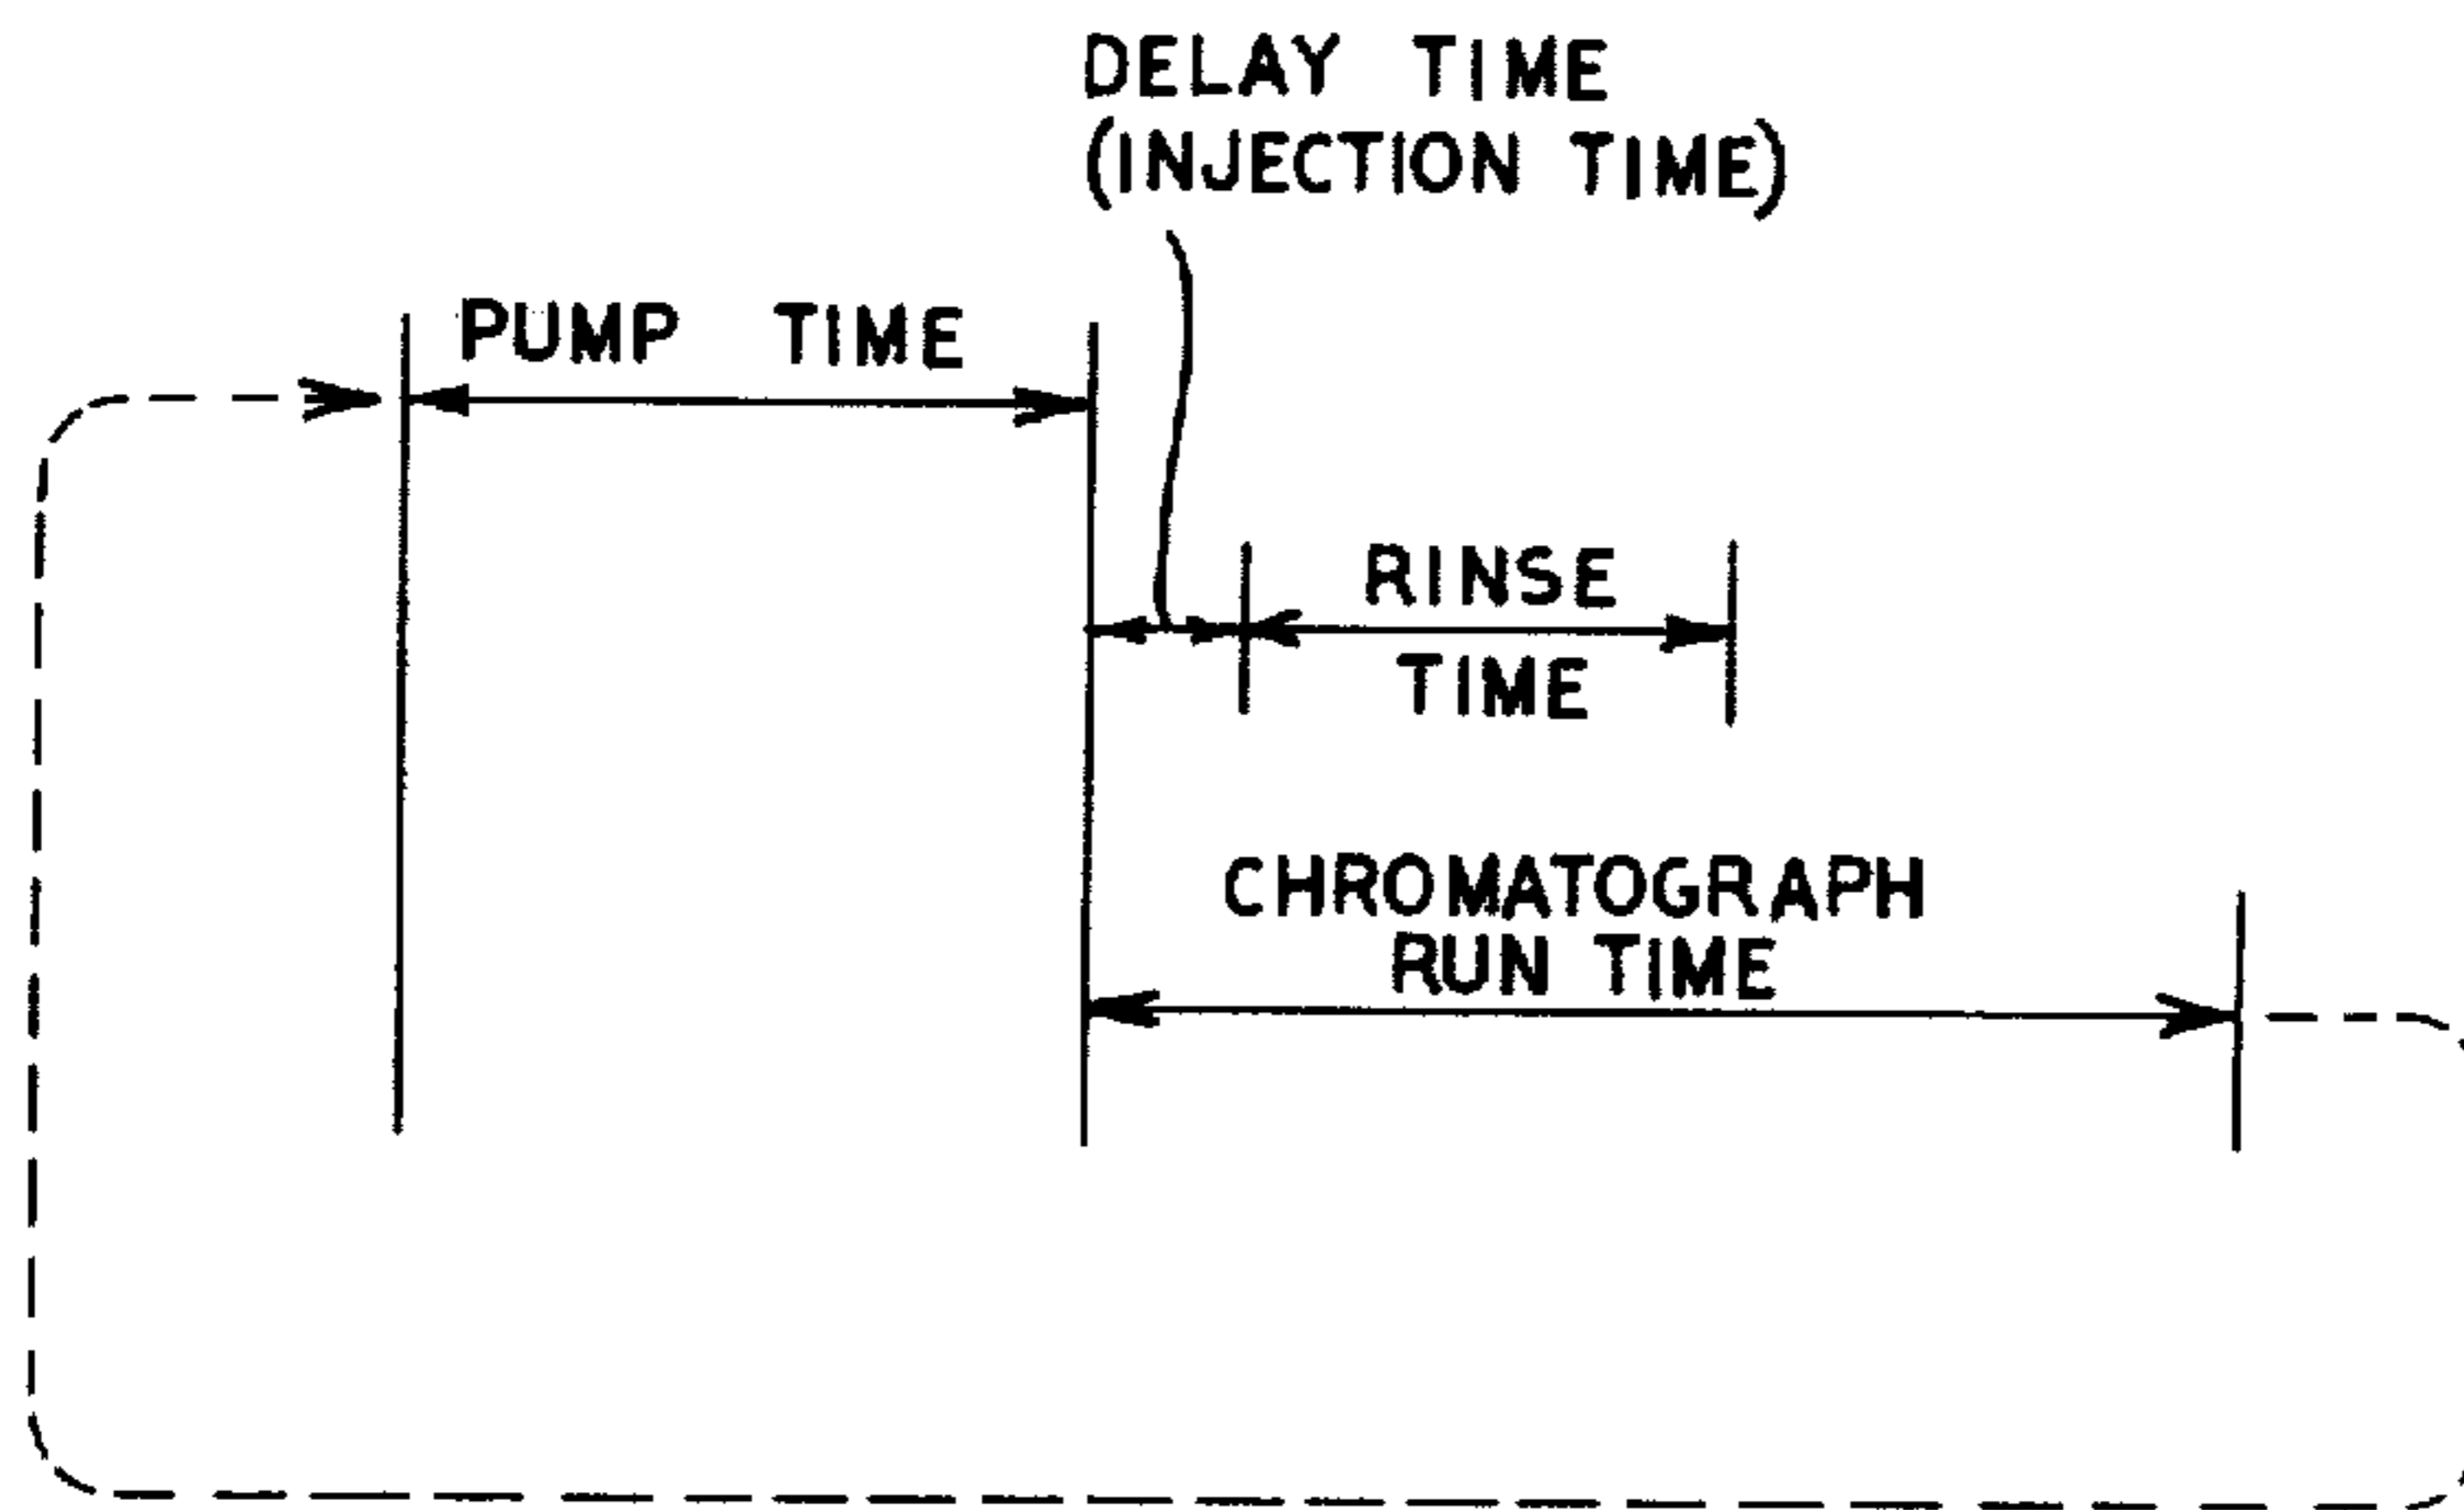 DELAY TIME
(INJECTION TIME)
PUMP TIME
RINSE
TIME
CHROMATOGRAPH
RUN TIME